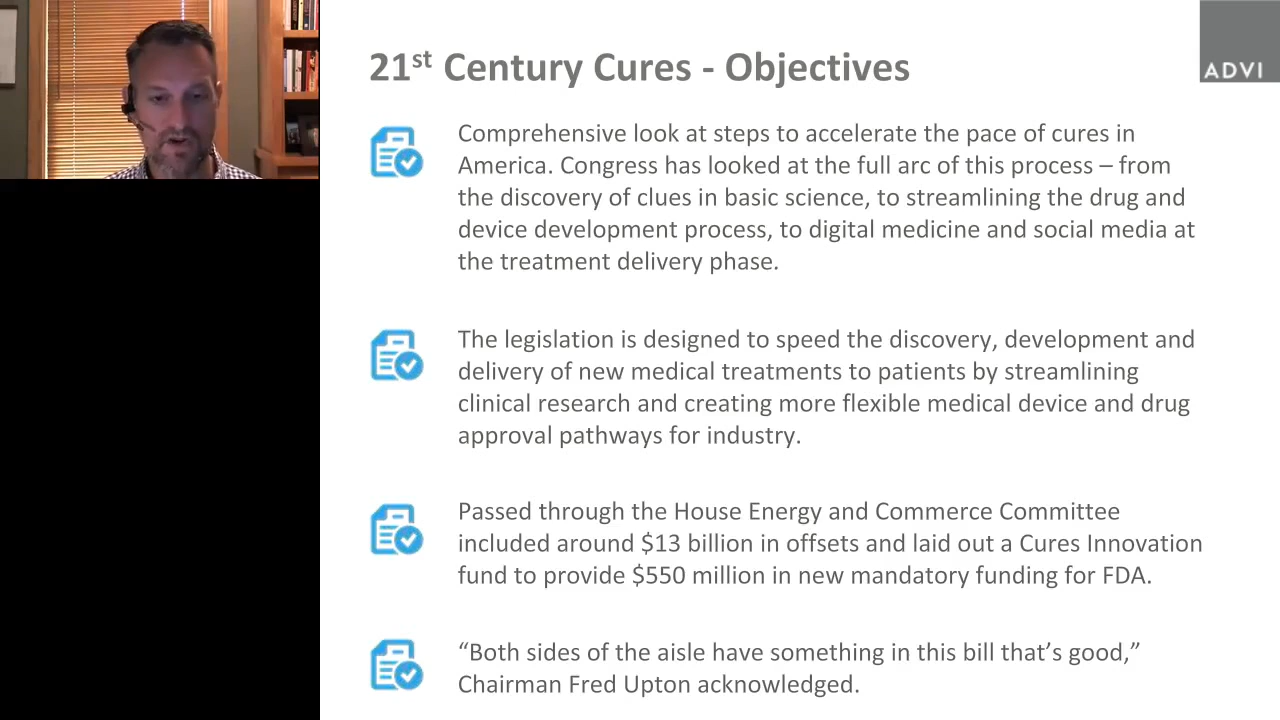 21st Century Cures - Objectives
ADVI
Comprehensive look at steps to accelerate the pace of cures in
America. Congress has looked at the full arc of this process – from
the discovery of clues in basic science, to streamlining the drug and
device development process, to digital medicine and social media at
the treatment delivery phase.
The legislation is designed to speed the discovery, development and
delivery of new medical treatments to patients by streamlining
clinical research and creating more flexible medical device and drug
approval pathways for industry.
Passed through the House Energy and Commerce Committee
included around $13 billion in offsets and laid out a Cures Innovation
fund to provide $550 million in new mandatory funding for FDA.
“Both sides of the aisle have something in this bill that’s good,”
Chairman Fred Upton acknowledged.